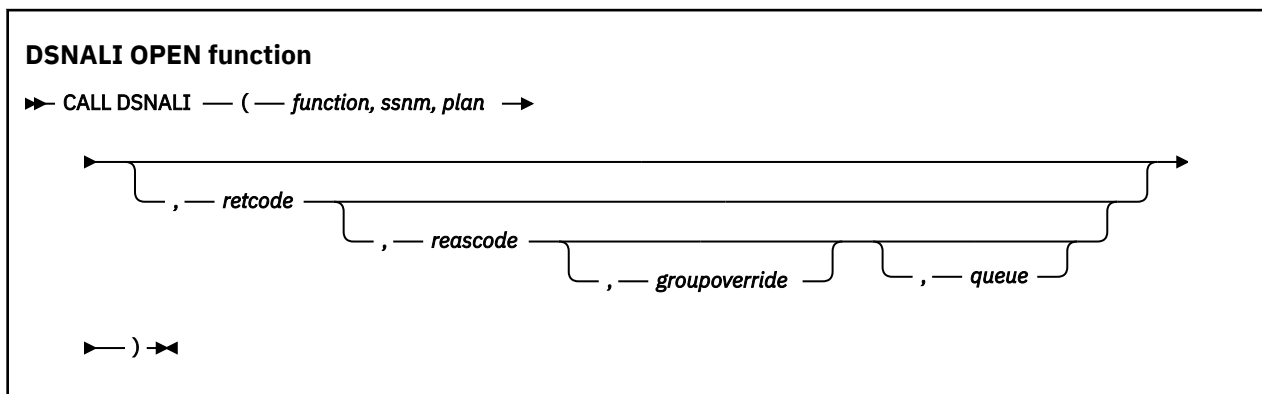 DSNALI OPEN function
CALL DSNALI ( function, ssnm, plan
, retcode
, reascode
, groupoverride , queue
)